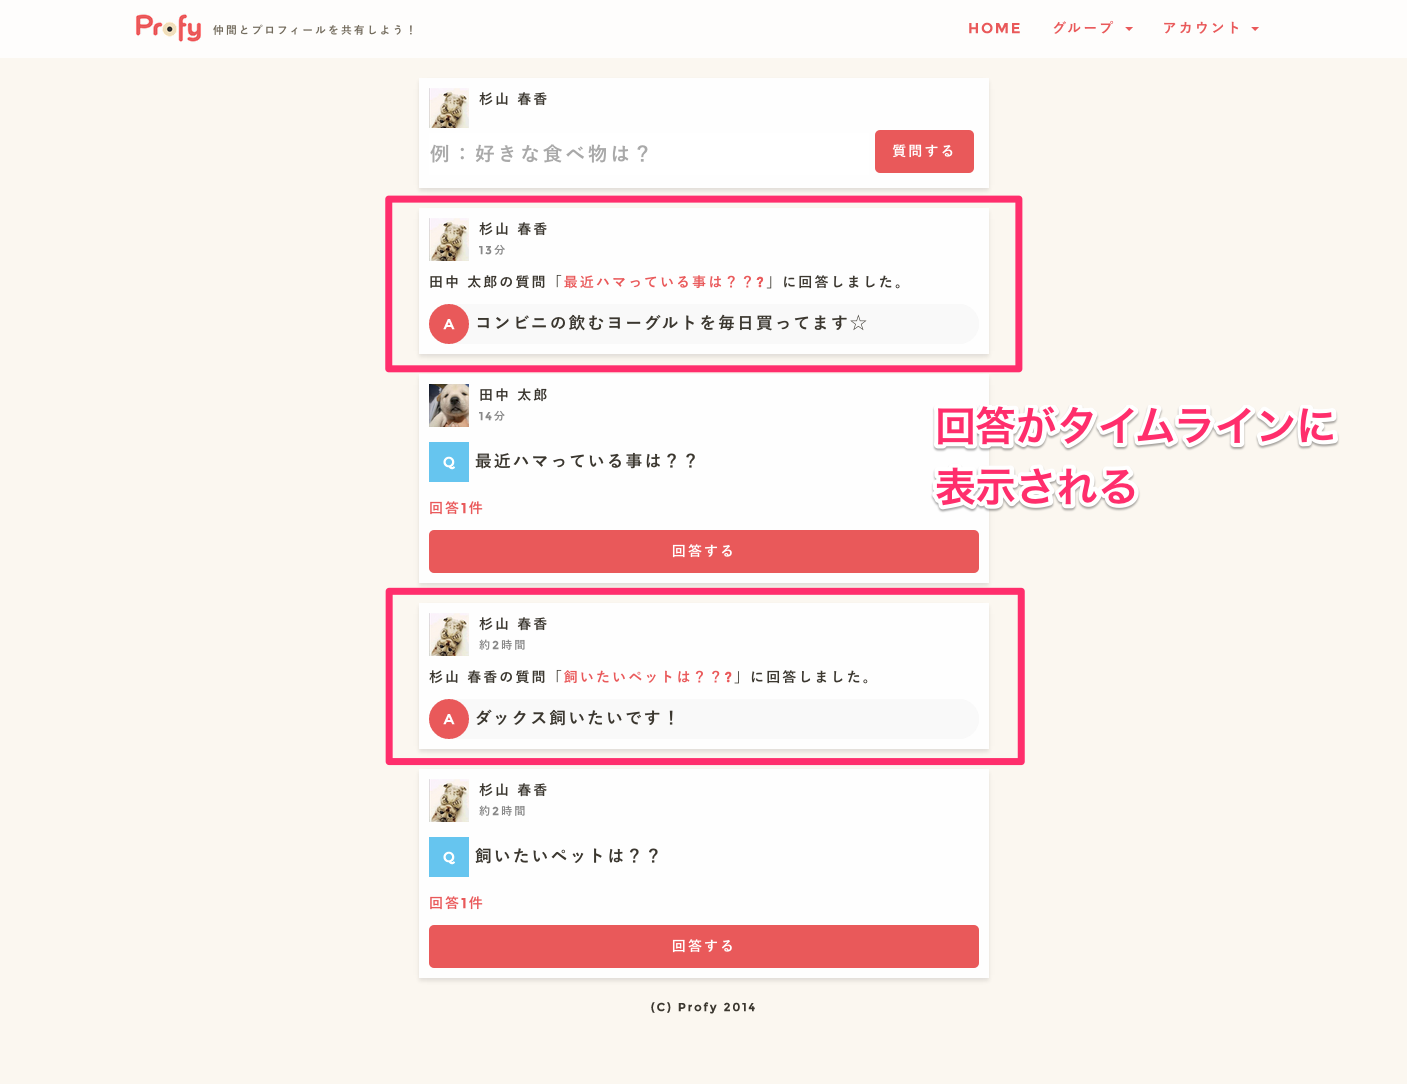 Profy 仲間とプロフィールを共有しよう！
HOME グループ アカウント
杉山 春香
例：好きな食べ物は？
質問する
杉山 春香
13分
田中 太郎の質問「最近ハマっている事は？？?」に回答しました。
A コンビニの飲むヨーグルトを毎日買ってます☆
田中 太郎
14分
Q 最近ハマっている事は？？
回答1件
回答する
回答がタイムラインに
表示される
杉山 春香
約2時間
杉山 春香の質問「飼いたいペットは？？?」に回答しました。
A ダックス飼いたいです！
杉山 春香
約2時間
Q 飼いたいペットは？？
回答1件
回答する
(C) Profy 2014